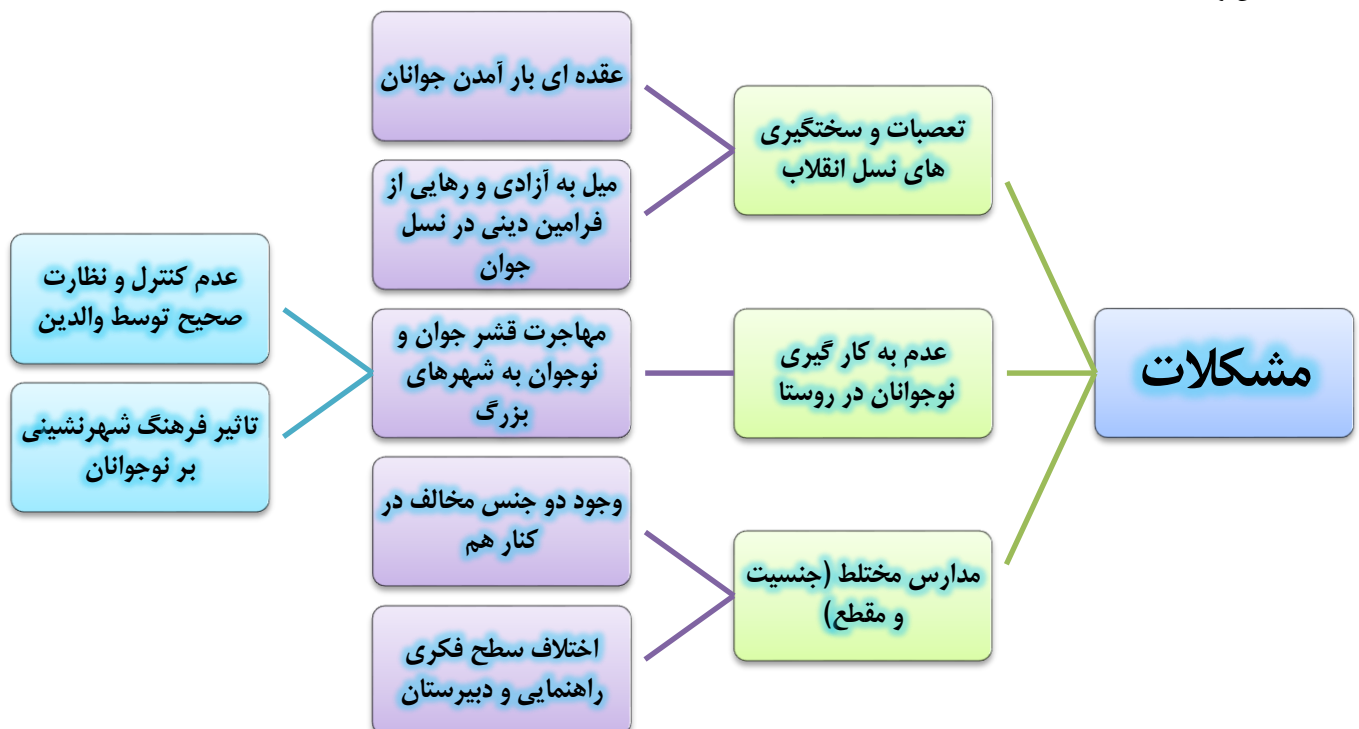 مشکلات
تعصبات و سختگیری
های نسل انقلاب
عقده ای بار آمدن جوانان
میل به آزادی و رهایی از
فرامین دینی در نسل
جوان
عدم به کار گیری
نوجوانان در روستا
مهاجرت قشر جوان و
نوجوان به شهرهای
بزرگ
عدم کنترل و نظارت
صحیح توسط والدین
تاثیر فرهنگ شهرنشینی
بر نوجوانان
مدارس مختلط (جنسیت
و مقطع)
وجود دو جنس مخالف در
کنار هم
اختلاف سطح فکری
راهنمایی و دبیرستان